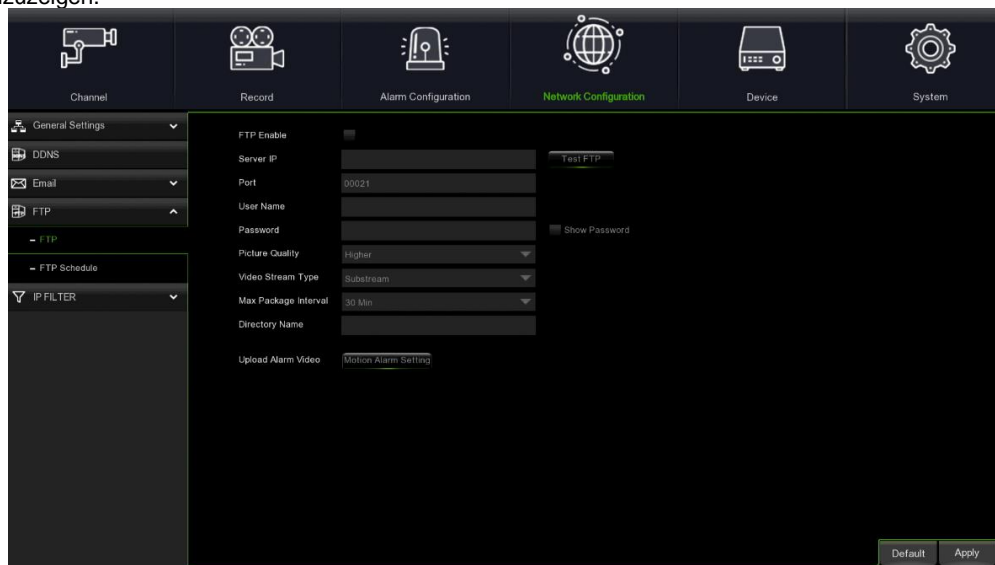 Channel
Record
Alarm Configuration
Network Configuration
Device
System
General Settings
DDNS
Email
FTP
– FTP
– FTP Schedule
IP FILTER
FTP Enable
Server IP
Test FTP
Port 00021
User Name
Password
Show Password
Picture Quality Higher
Video Stream Type Substream
Max Package Interval 30 Min
Directory Name
Upload Alarm Video Motion Alarm Setting
Default Apply